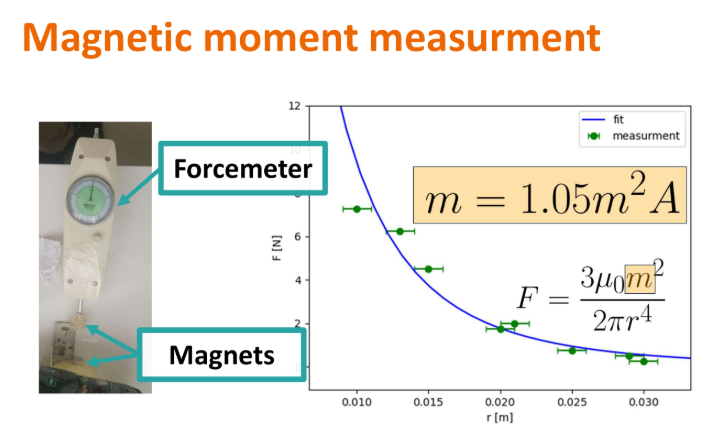 Magnetic moment measurment
Forcemeter
Magnets
12
6
4
2
F [N]
0.010 0.015 0.020 0.025 0.030
r [m]
fit
measurment
m = 1.05m²A
F = 3μ₀m² / 2πr⁴